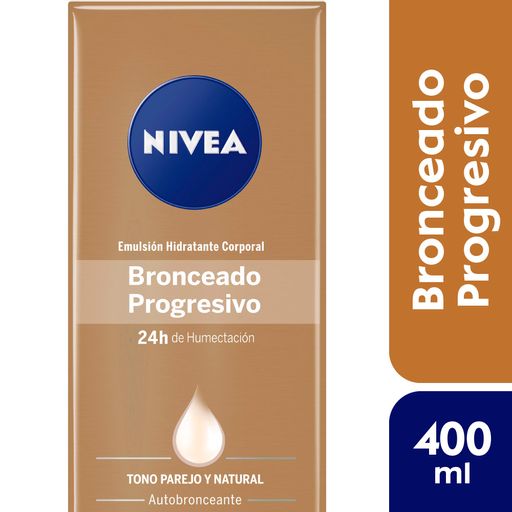 NIVEA
Emulsión Hidratante Corporal
Bronceado
Progresivo
24h de Humectación
TONO PAREJO Y NATURAL
Autobronceante
Bronceado
Progresivo
400
ml